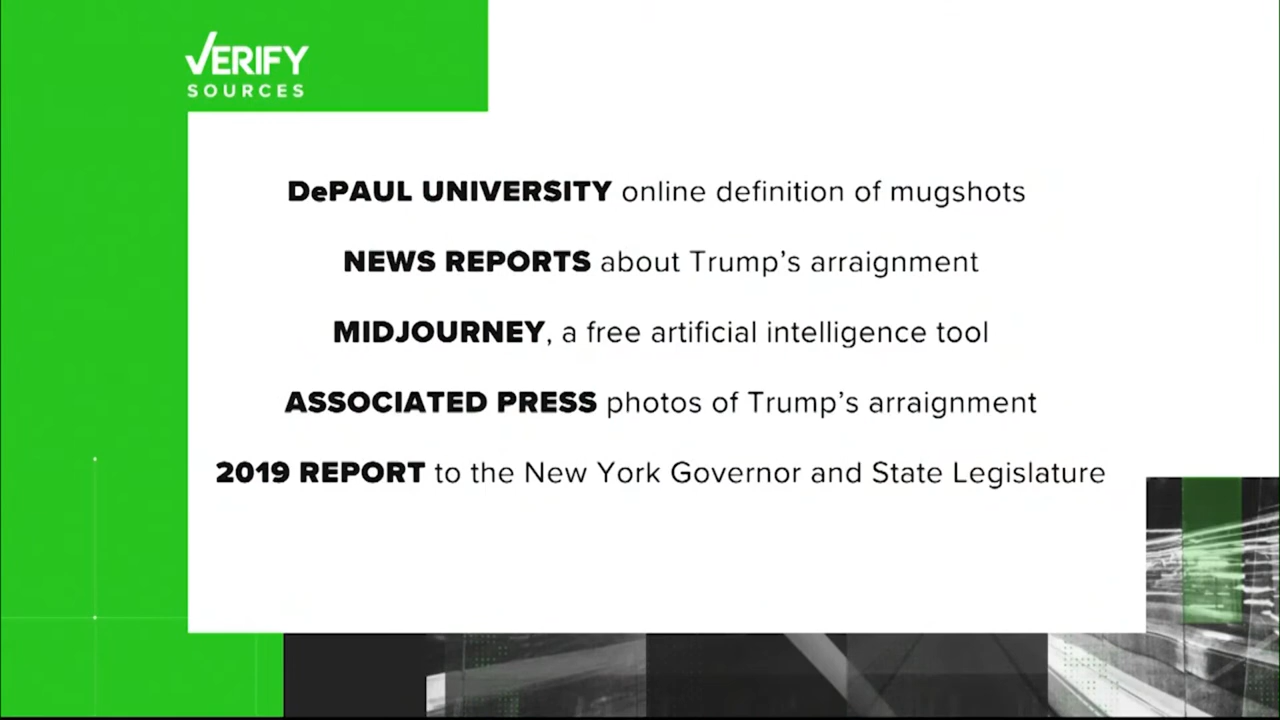 VERIFY
SOURCES
DePAUL UNIVERSITY online definition of mugshots
NEWS REPORTS about Trump’s arraignment
MIDJOURNEY, a free artificial intelligence tool
ASSOCIATED PRESS photos of Trump’s arraignment
2019 REPORT to the New York Governor and State Legislature